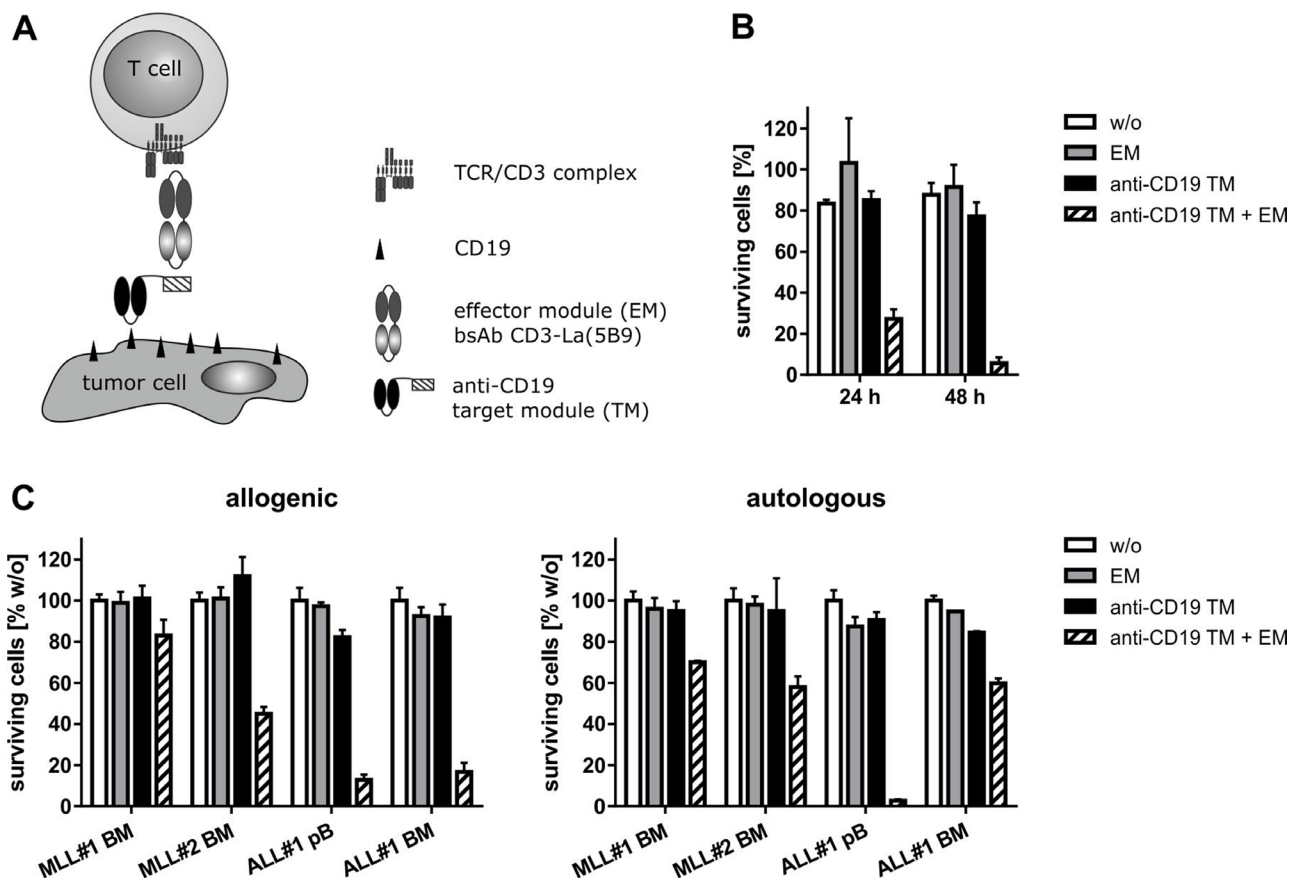 A
T cell
TCR/CD3 complex
CD19
effector module (EM)
bsAb CD3-La(5B9)
anti-CD19
target module (TM)
tumor cell
B
surviving cells [%]
120
100
80
60
40
20
0
24 h
48 h
w/o
EM
anti-CD19 TM
anti-CD19 TM + EM
C
allogenic
surviving cells [% w/o]
120
100
80
60
40
20
0
MLL#1 BM
MLL#2 BM
ALL#1 pB
ALL#1 BM
autologous
surviving cells [% w/o]
120
100
80
60
40
20
0
MLL#1 BM
MLL#2 BM
ALL#1 pB
ALL#1 BM
w/o
EM
anti-CD19 TM
anti-CD19 TM + EM